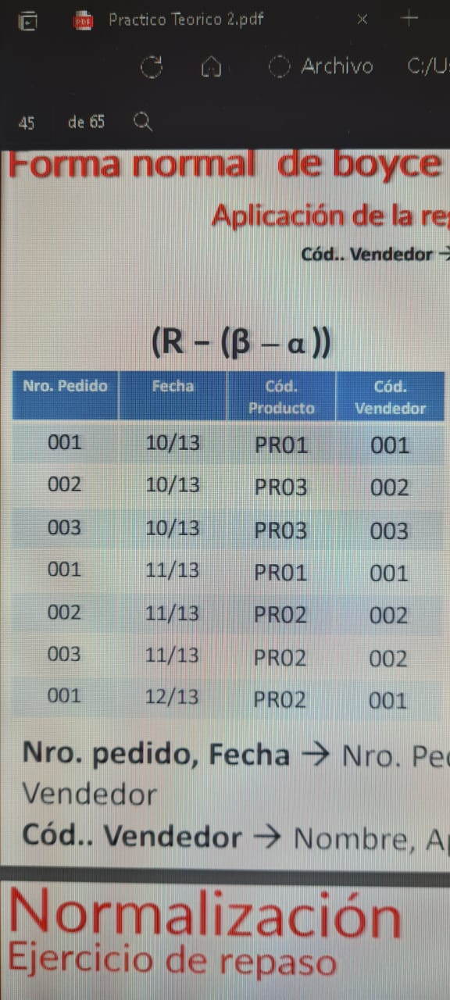 Practico Teorico 2.pdf
Archivo C:/Us
45 de 65
Forma normal de boyce
Aplicación de la re
Cód.. Vendedor →
(R – (β – α ))
Nro. Pedido Fecha Cód. Producto Cód. Vendedor
001 10/13 PR01 001
002 10/13 PR03 002
003 10/13 PR03 003
001 11/13 PR01 001
002 11/13 PR02 002
003 11/13 PR02 002
001 12/13 PR02 001
Nro. pedido, Fecha → Nro. Pe
Vendedor
Cód.. Vendedor → Nombre, A
Normalización
Ejercicio de repaso